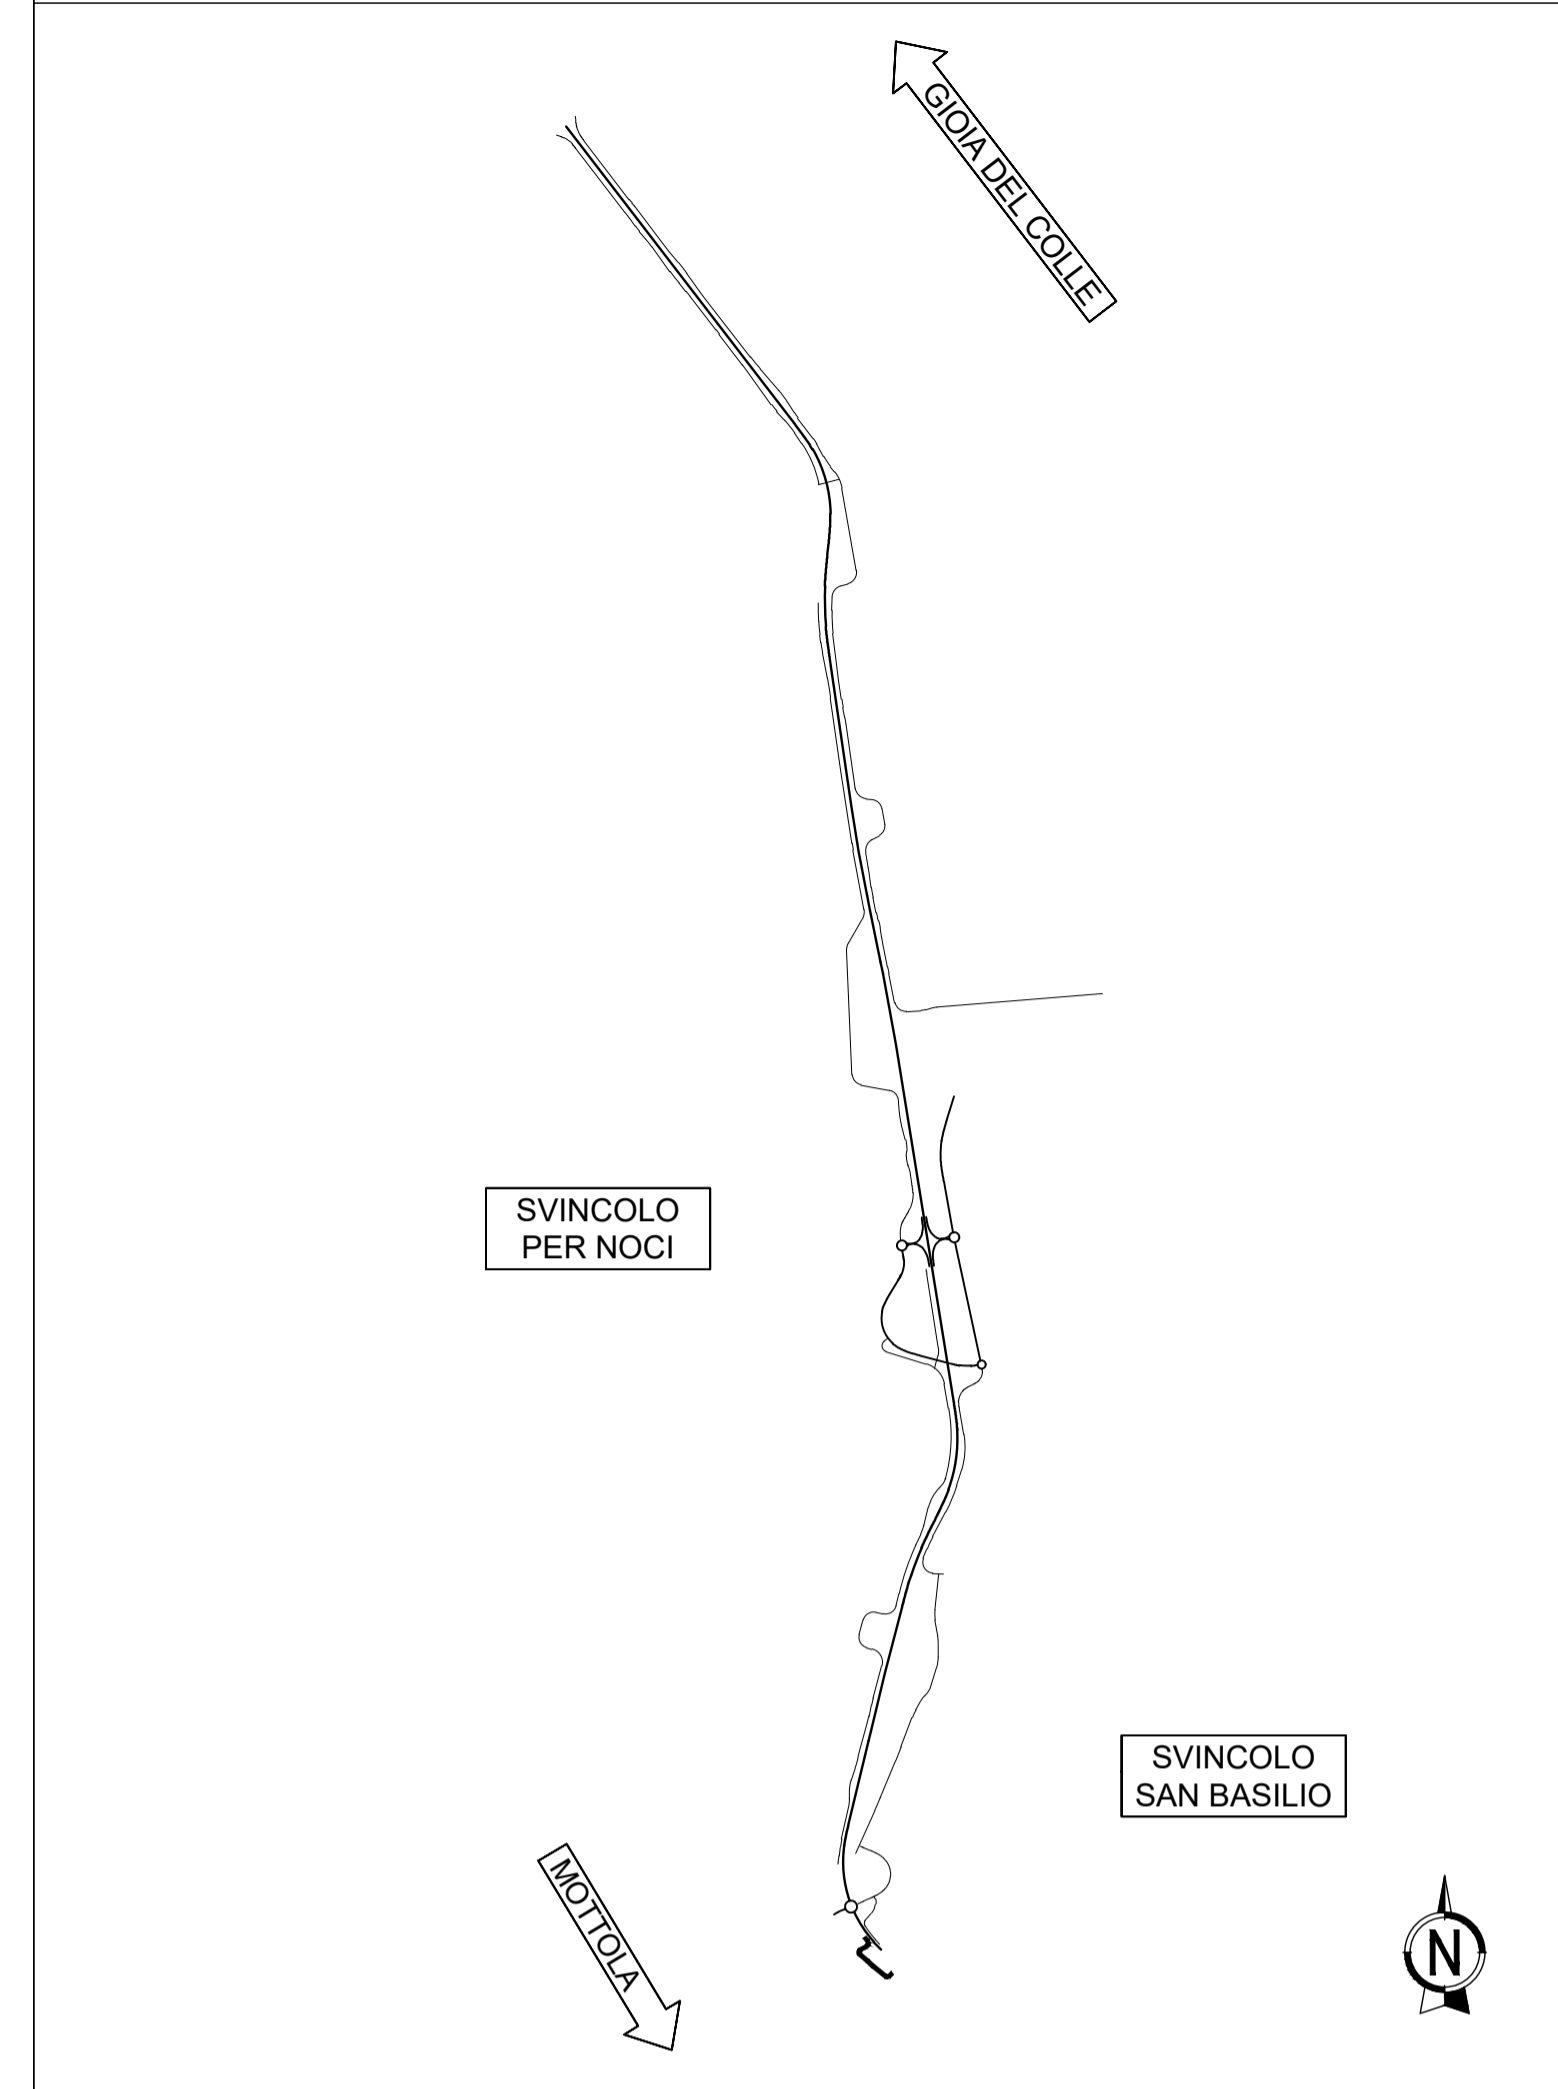 GIOIA DEL COLLE
SVINCOLO
PER NOCI
SVINCOLO
SAN BASILIO
MOTTOLA
N